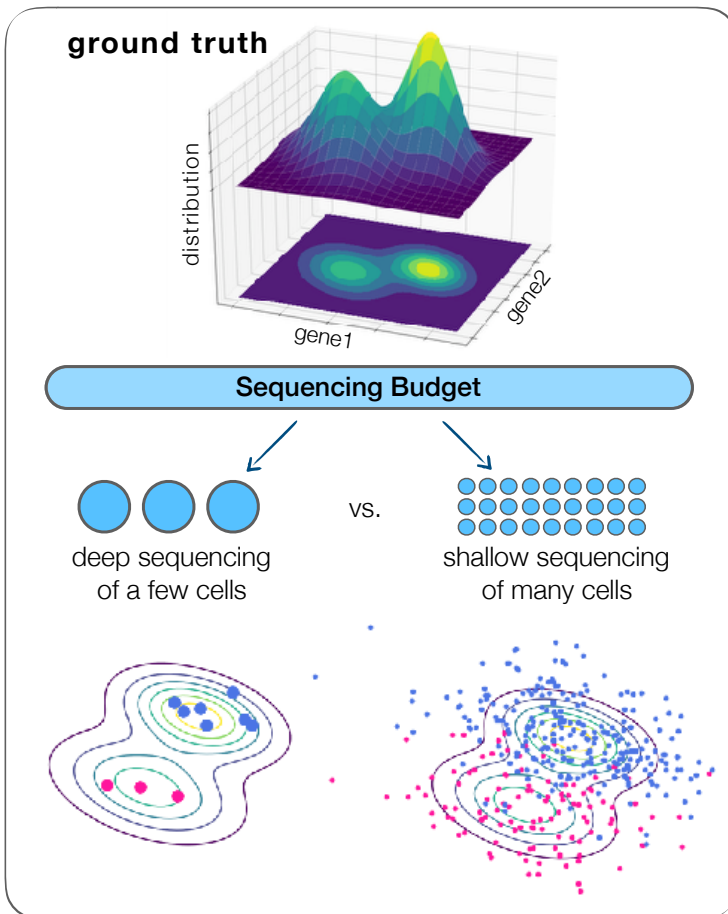 ground truth
distribution
gene1
gene2
Sequencing Budget
deep sequencing
of a few cells
vs.
shallow sequencing
of many cells